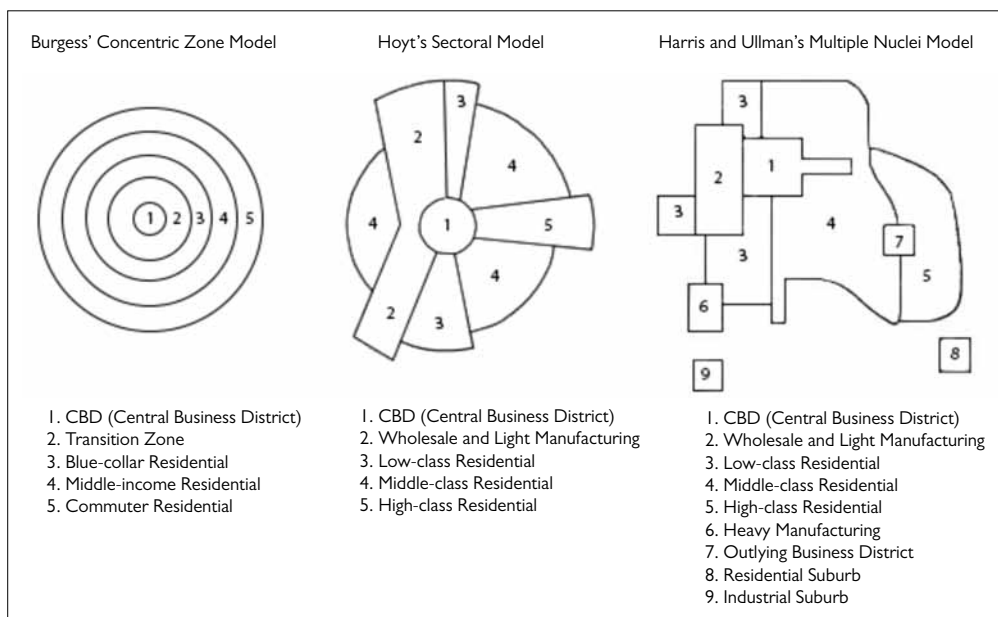 Burgess' Concentric Zone Model
1 2 3 4 5
1. CBD (Central Business District)
2. Transition Zone
3. Blue-collar Residential
4. Middle-income Residential
5. Commuter Residential
Hoyt's Sectoral Model
3
2
4
4
1
5
4
2
3
1. CBD (Central Business District)
2. Wholesale and Light Manufacturing
3. Low-class Residential
4. Middle-class Residential
5. High-class Residential
Harris and Ullman's Multiple Nuclei Model
3
1
2
3
4
7
3
5
6
8
9
1. CBD (Central Business District)
2. Wholesale and Light Manufacturing
3. Low-class Residential
4. Middle-class Residential
5. High-class Residential
6. Heavy Manufacturing
7. Outlying Business District
8. Residential Suburb
9. Industrial Suburb